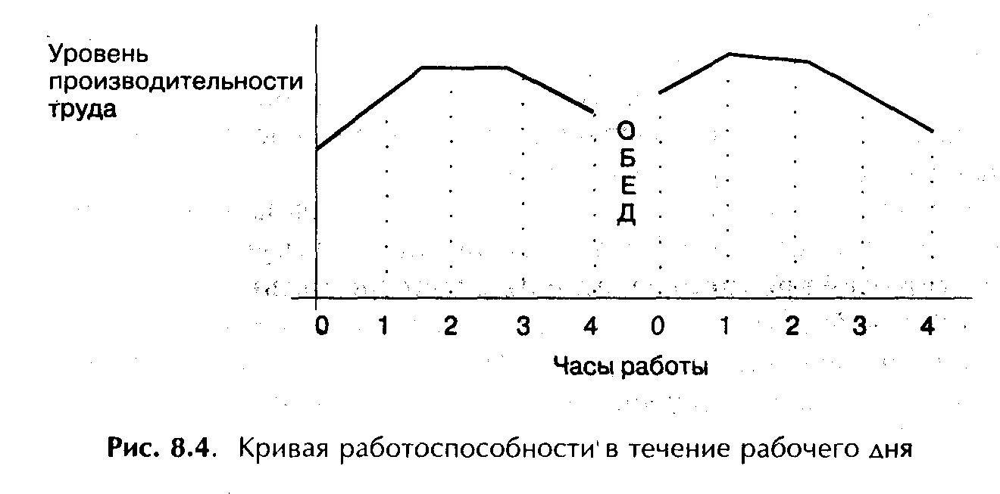 Уровень
производительности
труда
О
Б
Е
Д
0 1 2 3 4 0 1 2 3 4
Часы работы
Рис. 8.4. Кривая работоспособности в течение рабочего дня